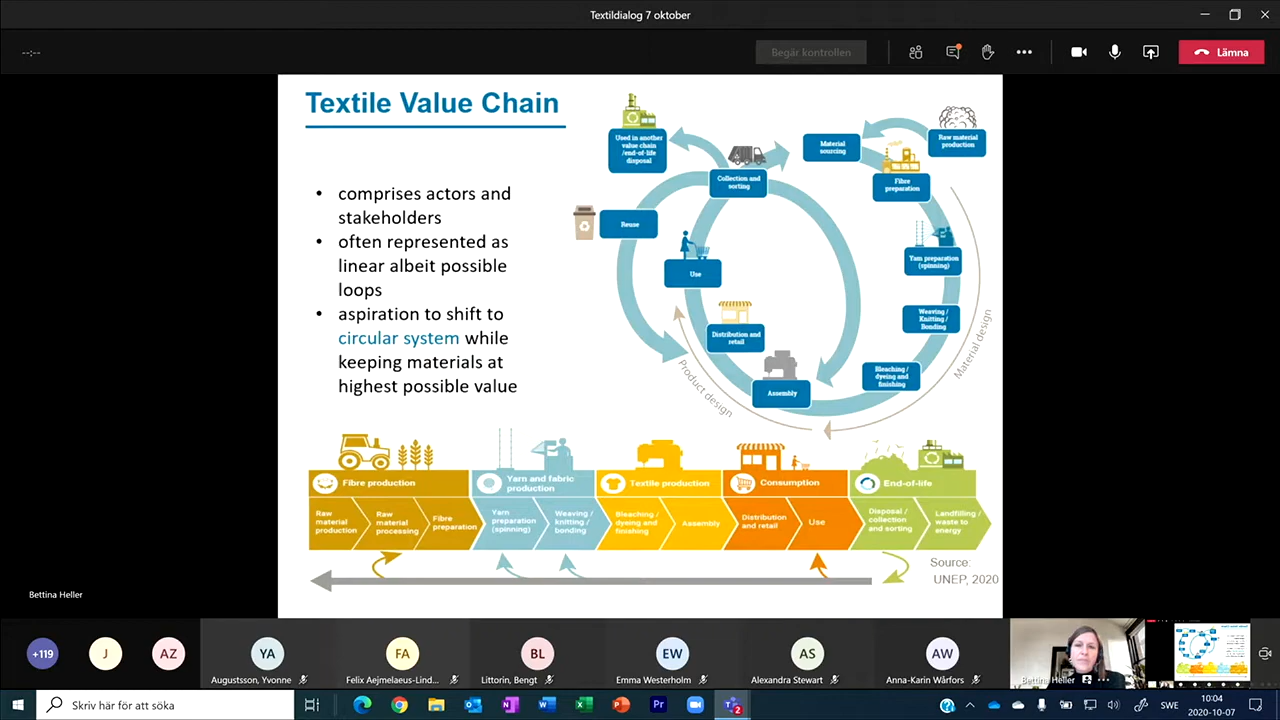 Textildialog 7 oktober
--:--
Begär kontrollen
Lämna
Textile Value Chain
• comprises actors and
stakeholders
• often represented as
linear albeit possible
loops
• aspiration to shift to
circular system while
keeping materials at
highest possible value
Used in another
value chain
/end-of-life
disposal
Collection and
sorting
Material
sourcing
Raw material
production
Fibre
preparation
Reuse
Use
Yarn preparation
(spinning)
Distribution and
retail
Weaving /
Knitting /
Bonding
Bleaching /
dyeing and
finishing
Assembly
Product design
Material design
Fibre production
Yarn and fabric
production
Textile production
Consumption
End-of-life
Raw
material
production
Raw
material
processing
Fibre
preparation
Yarn
preparation
(spinning)
Weaving /
knitting /
bonding
Bleaching /
dyeing and
finishing
Assembly
Distribution
and retail
Use
Disposal /
collection
and sorting
Landfilling /
waste to
energy
Source:
UNEP, 2020
Bettina Heller
+119
J
AZ
YA
Augustsson, Yvonne
FA
Felix Aejmelaeus-Lind...
BL
Littorin, Bengt
EW
Emma Westerholm
AS
Alexandra Stewart
AW
Anna-Karin Wårfors
Bettina Heller
Skriv här för att söka
SWE
10:04
2020-10-07